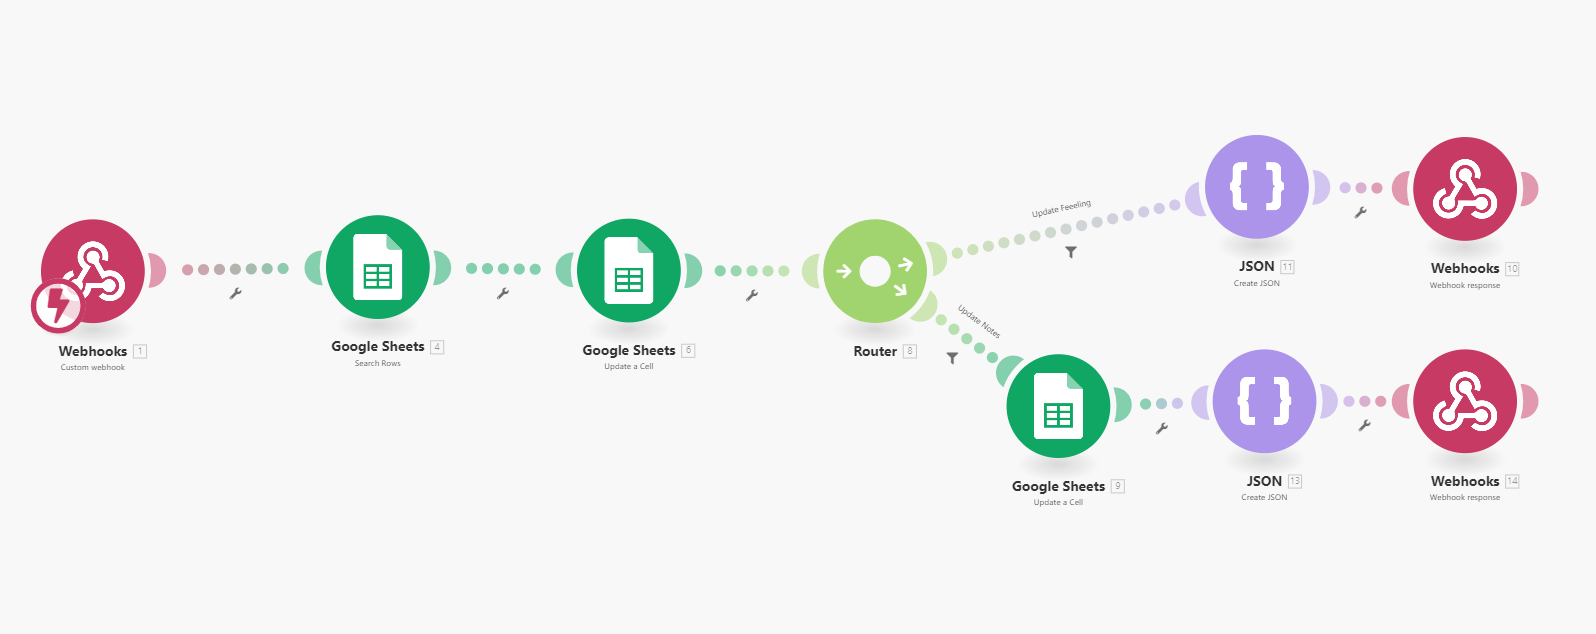 Webhooks 1
Custom webhook
Google Sheets 4
Search Rows
Google Sheets 6
Update a Cell
Router 8
Update Feeeling
JSON 11
Create JSON
Webhooks 10
Webhook response
Update Notes
Google Sheets 9
Update a Cell
JSON 13
Create JSON
Webhooks 14
Webhook response